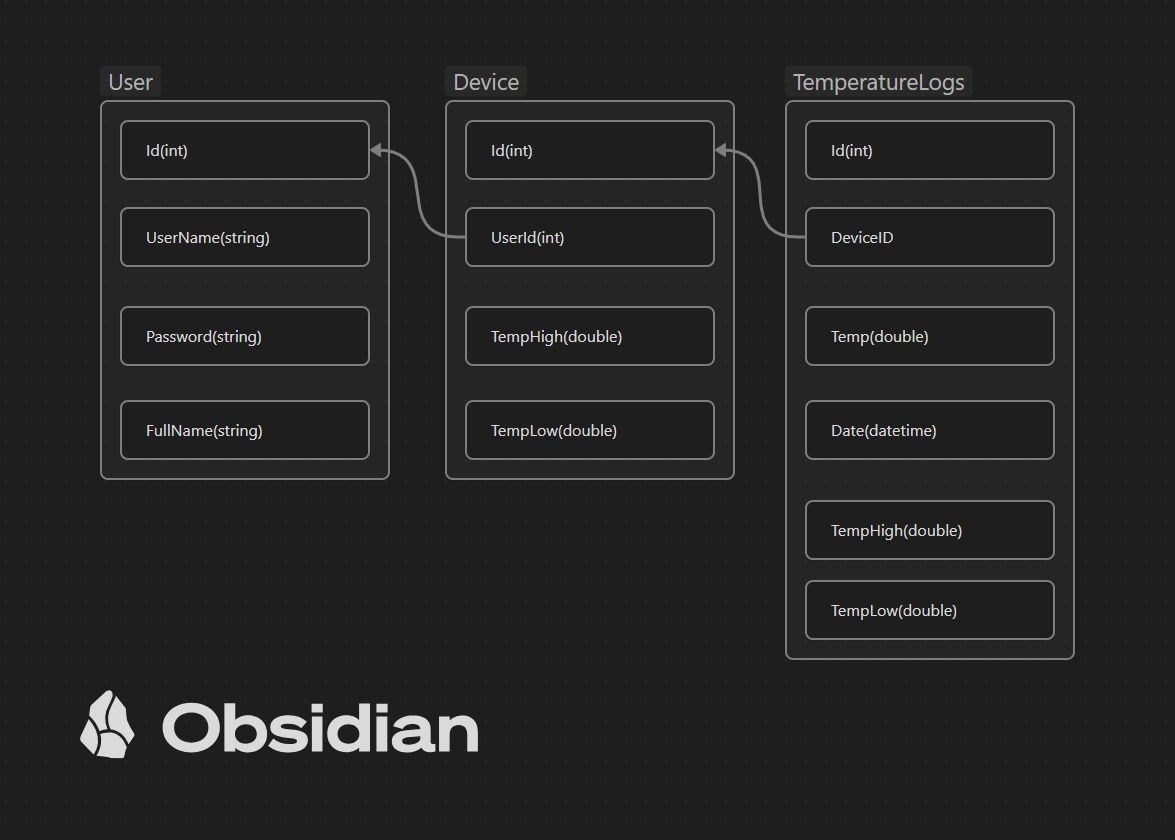 User
Id(int)
UserName(string)
Password(string)
FullName(string)
Device
Id(int)
UserId(int)
TempHigh(double)
TempLow(double)
TemperatureLogs
Id(int)
DeviceID
Temp(double)
Date(datetime)
TempHigh(double)
TempLow(double)
Obsidian